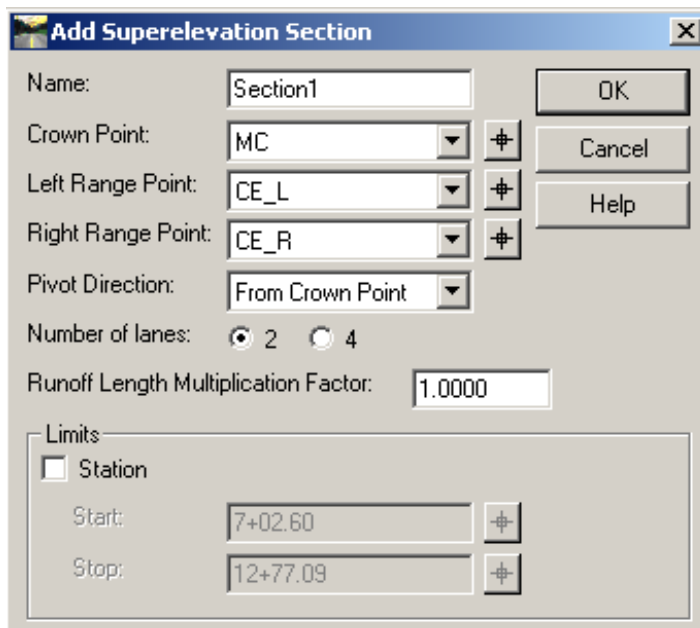 Add Superelevation Section
Name: Section1 OK
Crown Point: MC Cancel
Left Range Point: CE_L Help
Right Range Point: CE_R
Pivot Direction: From Crown Point
Number of lanes: 2 4
Runoff Length Multiplication Factor: 1.0000
Limits
Station
Start: 7+02.60
Stop: 12+77.09